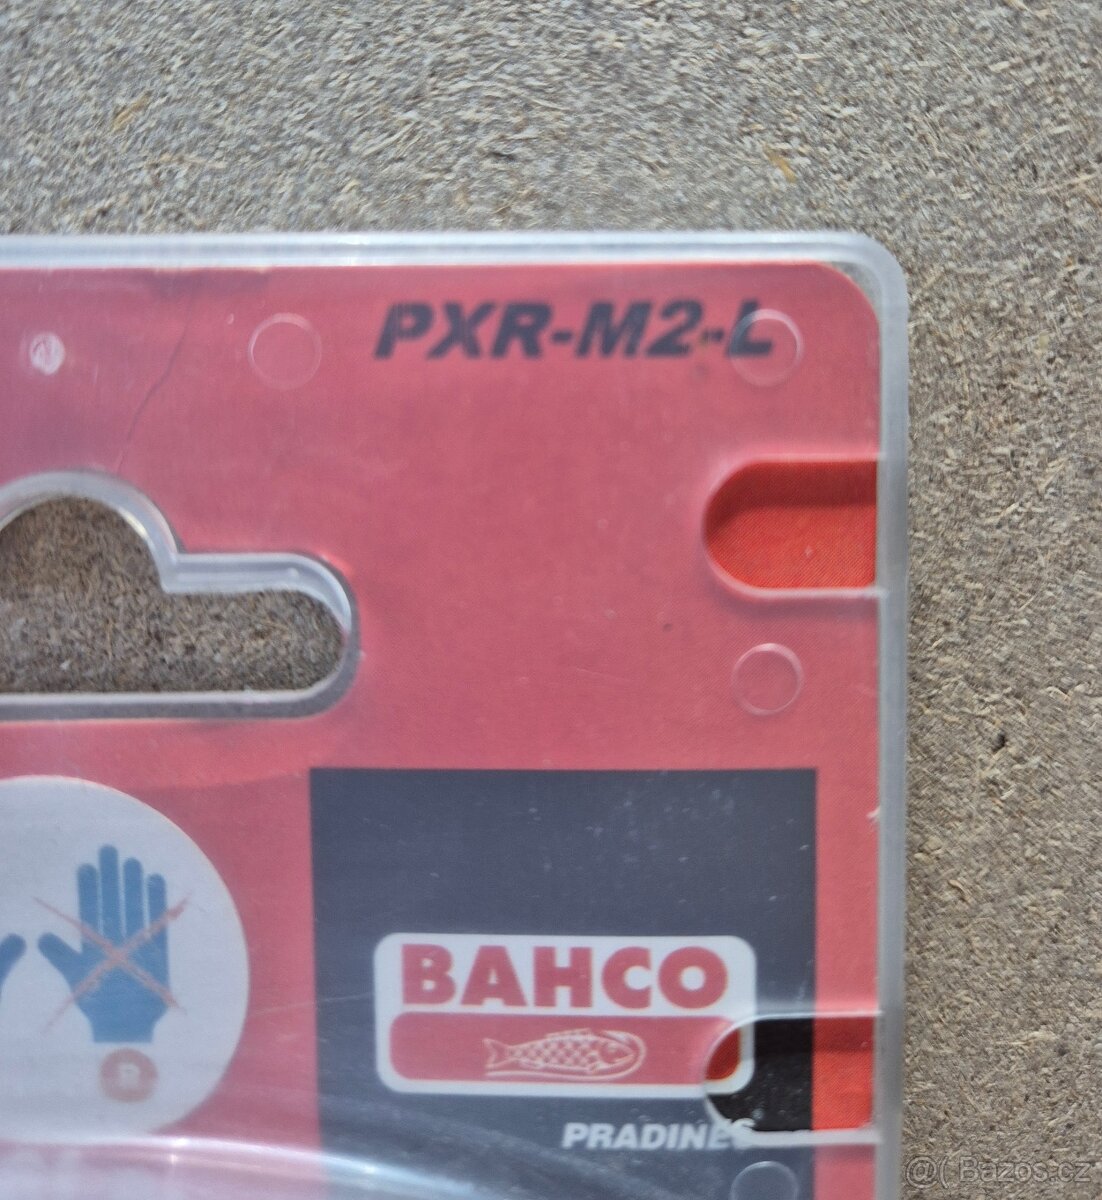 PXR-M2-L
R
BAHCO
PRADINES
@( Bazos.cz